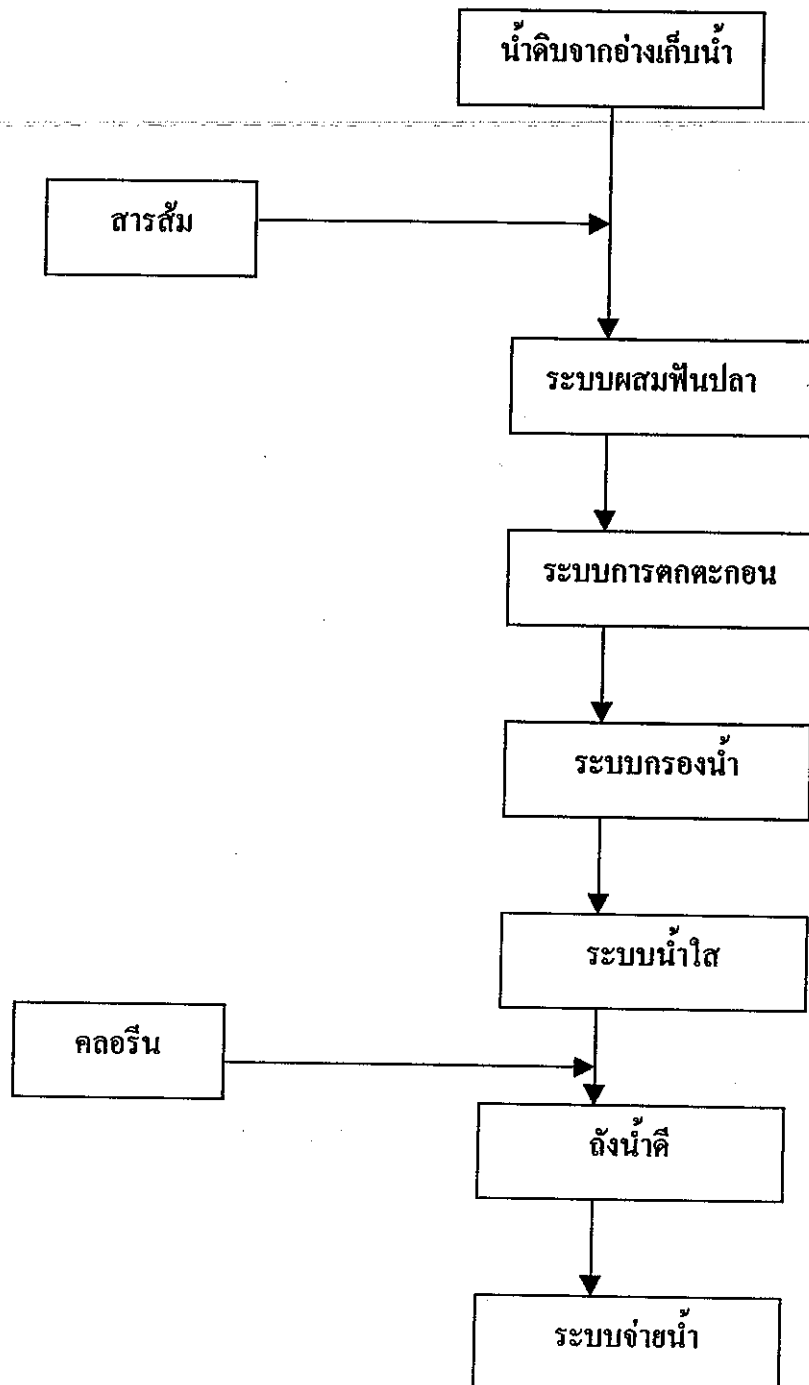 น้ำดิบจากอ่างเก็บน้ำ
สารส้ม
ระบบผสมฟันปลา
ระบบการตกตะกอน
ระบบกรองน้ำ
ระบบน้ำใส
คลอรีน
ถังน้ำดี
ระบบจ่ายน้ำ